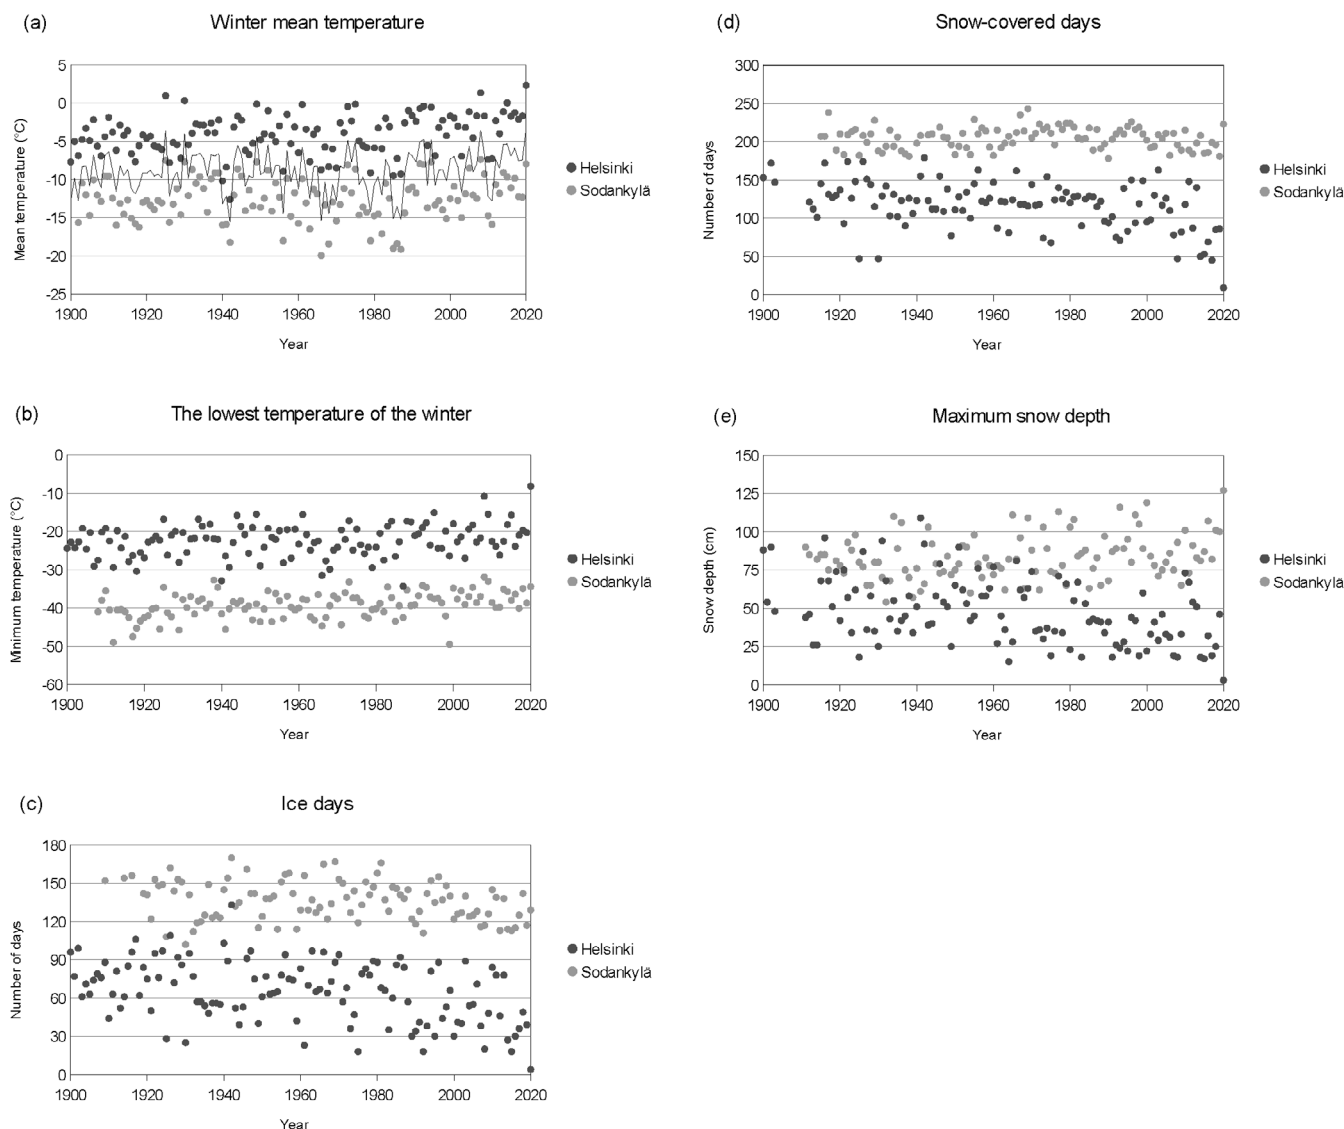 (a) Winter mean temperature
5
0
-5
-10
-15
-20
-25
Mean temperature (°C)
1900 1920 1940 1960 1980 2000 2020
Year
Helsinki
Sodankylä
(d) Snow-covered days
300
250
200
150
100
50
0
Number of days
1900 1920 1940 1960 1980 2000 2020
Year
Helsinki
Sodankylä
(b) The lowest temperature of the winter
0
-10
-20
-30
-40
-50
-60
Minimum temperature (°C)
1900 1920 1940 1960 1980 2000 2020
Year
Helsinki
Sodankylä
(e) Maximum snow depth
150
125
100
75
50
25
0
Snow depth (cm)
1900 1920 1940 1960 1980 2000 2020
Year
Helsinki
Sodankylä
(c) Ice days
180
150
120
90
60
30
0
Number of days
1900 1920 1940 1960 1980 2000 2020
Year
Helsinki
Sodankylä